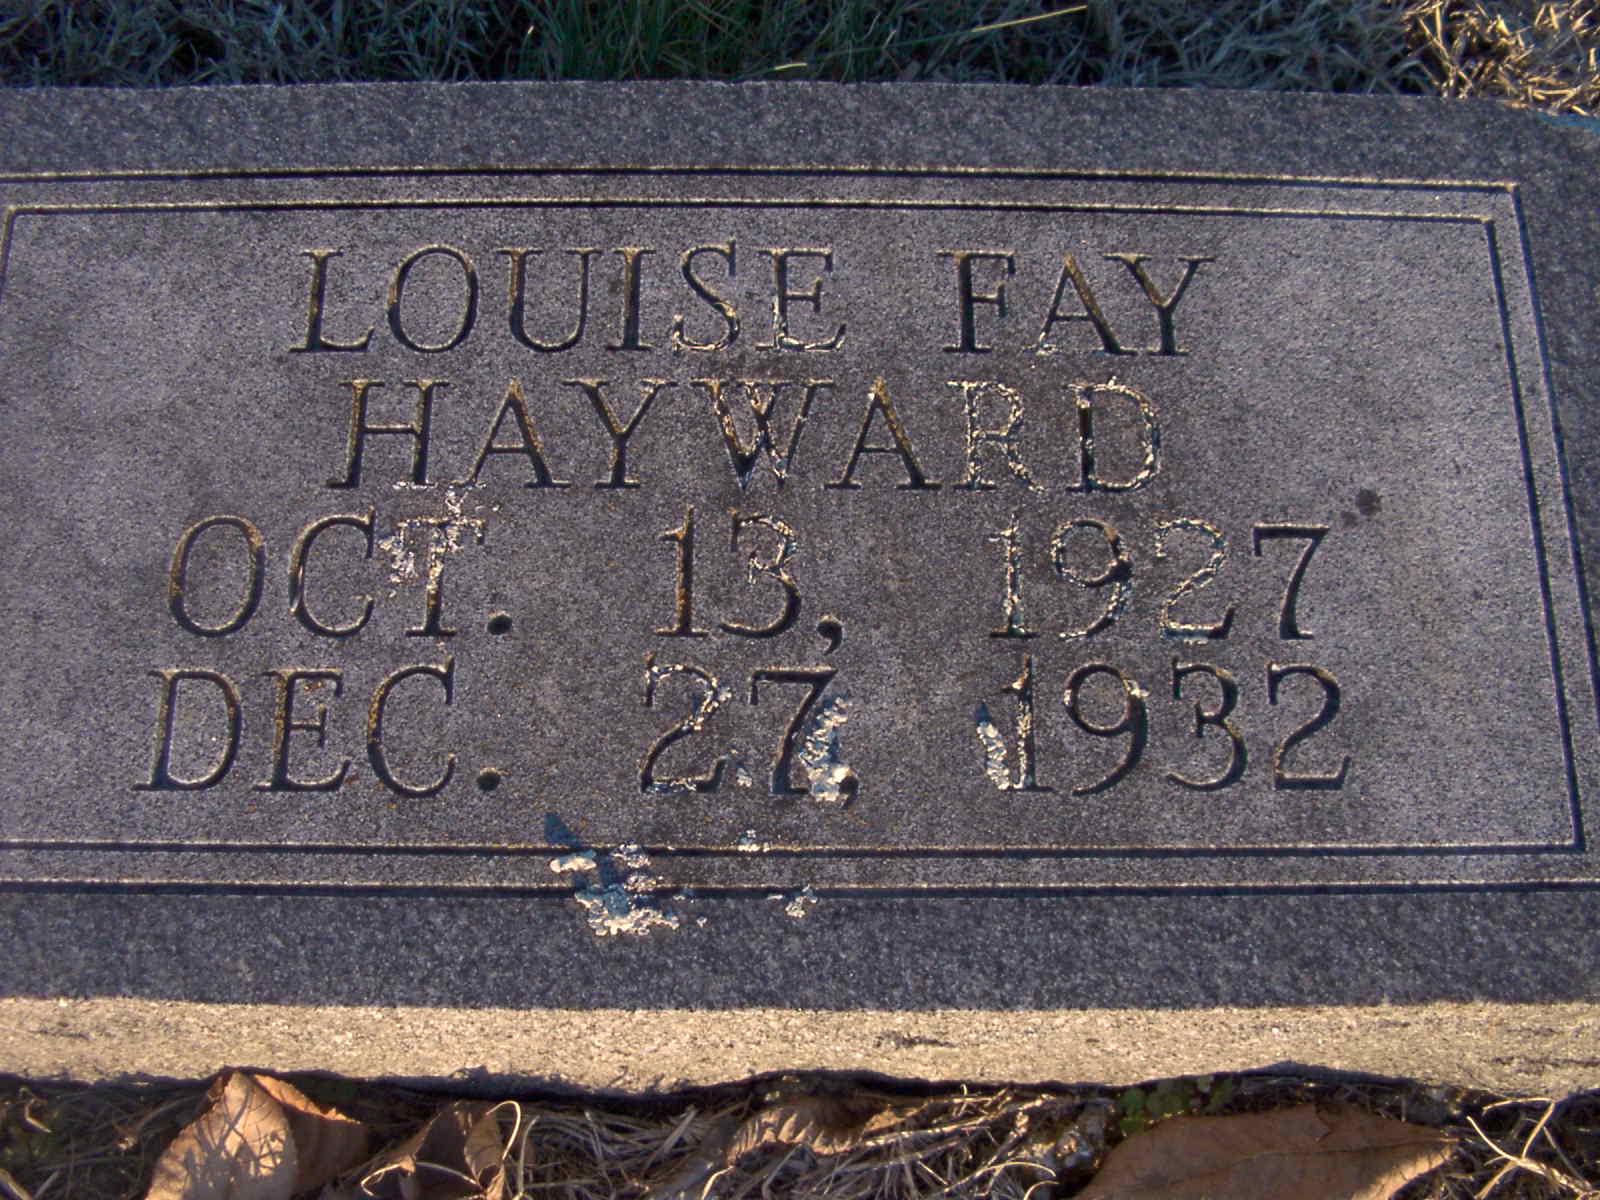 LOUISE FAY
HAYWARD
OCT. 13, 1927
DEC. 27, 1932